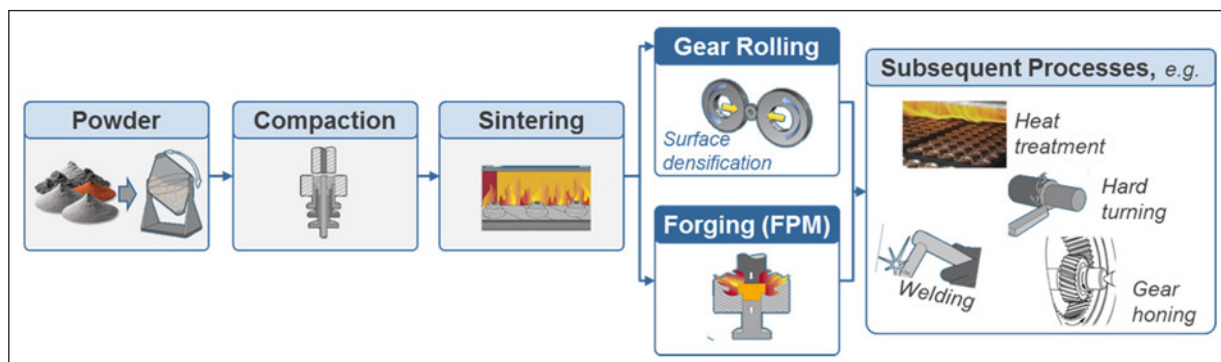 Powder
Compaction
Sintering
Gear Rolling
Surface
densification
Forging (FPM)
Subsequent Processes, e.g.
Heat
treatment
Hard
turning
Welding
Gear
honing